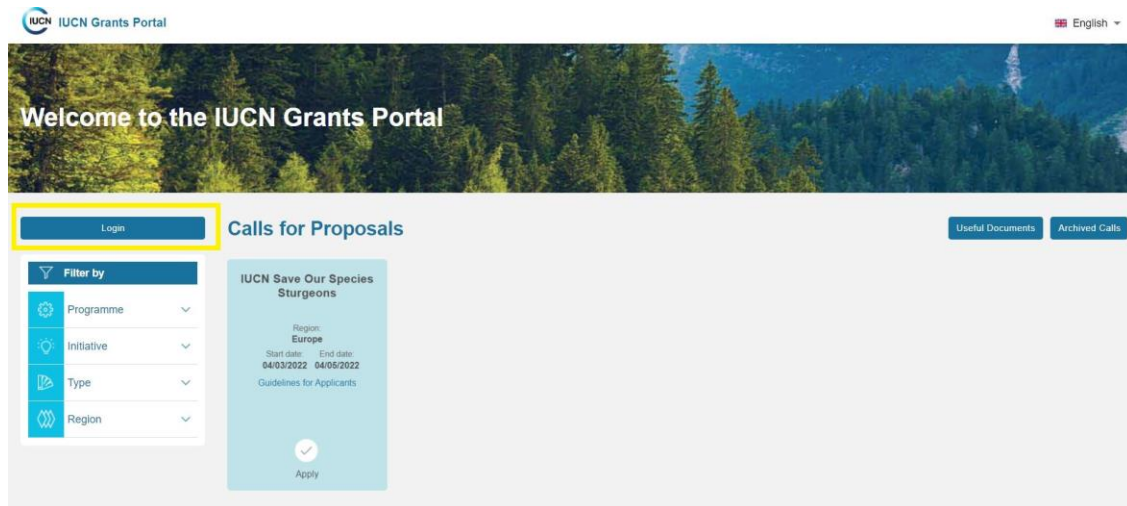 IUCN IUCN Grants Portal
English
Welcome to the IUCN Grants Portal
Login
Calls for Proposals
Useful Documents
Archived Calls
Filter by
Programme
Initiative
Type
Region
IUCN Save Our Species
Sturgeons
Region:
Europe
Start date: End date:
04/03/2022 04/05/2022
Guidelines for Applicants
Apply